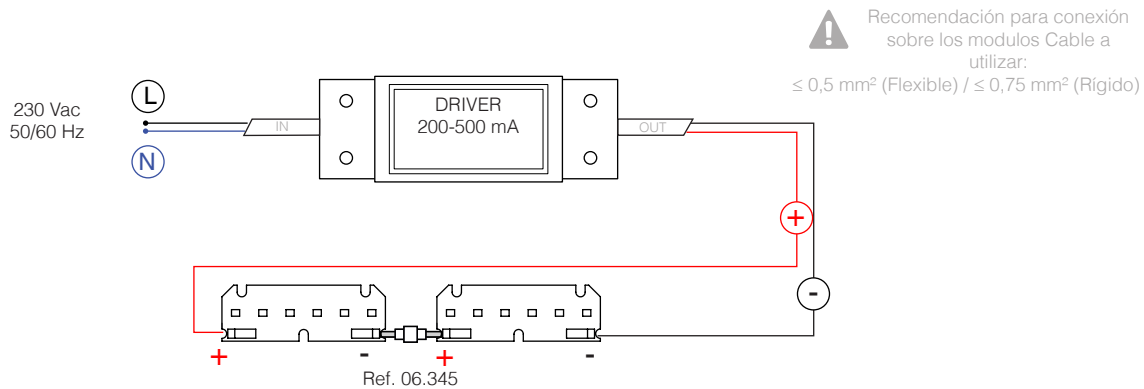 Recomendación para conexión
sobre los modulos Cable a
utilizar:
≤ 0,5 mm² (Flexible) / ≤ 0,75 mm² (Rígido)
230 Vac
50/60 Hz
L
N
IN
DRIVER
200-500 mA
OUT
+
-
+
-
+
-
Ref. 06.345